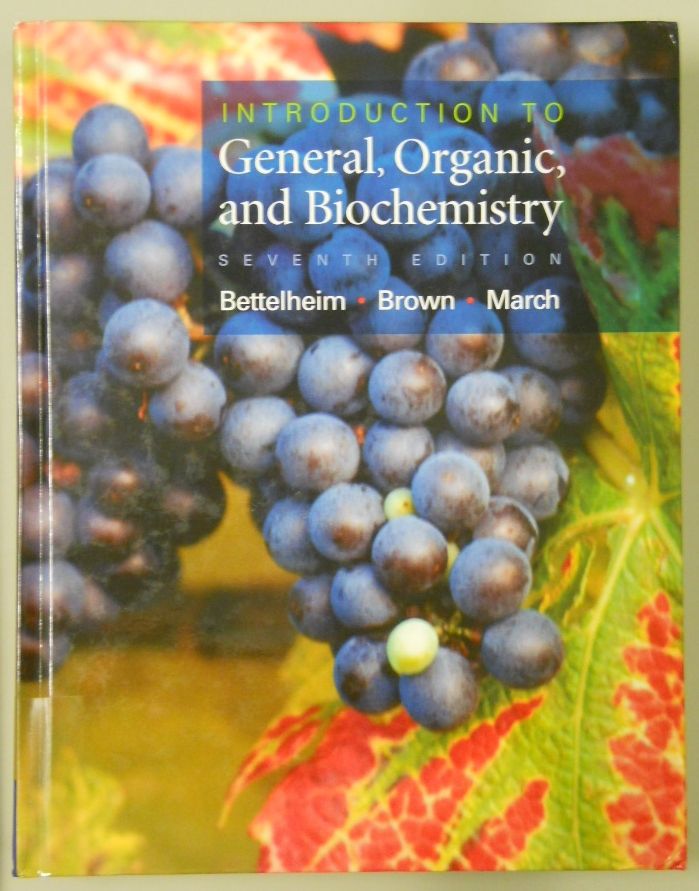 INTRODUCTION TO
General, Organic,
and Biochemistry
SEVENTH EDITION
Bettelheim • Brown • March